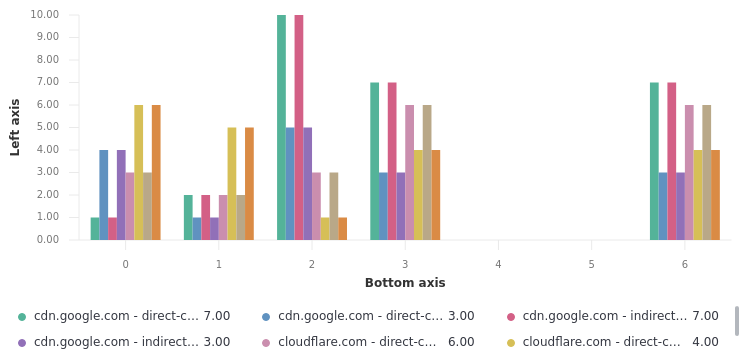 10.00
9.00
8.00
7.00
6.00
5.00
4.00
3.00
2.00
1.00
0.00
Left axis
0 1 2 3 4 5 6
Bottom axis
cdn.google.com - direct-c... 7.00 cdn.google.com - direct-c... 3.00 cdn.google.com - indirect... 7.00
cdn.google.com - indirect... 3.00 cloudflare.com - direct-c... 6.00 cloudflare.com - direct-c... 4.00